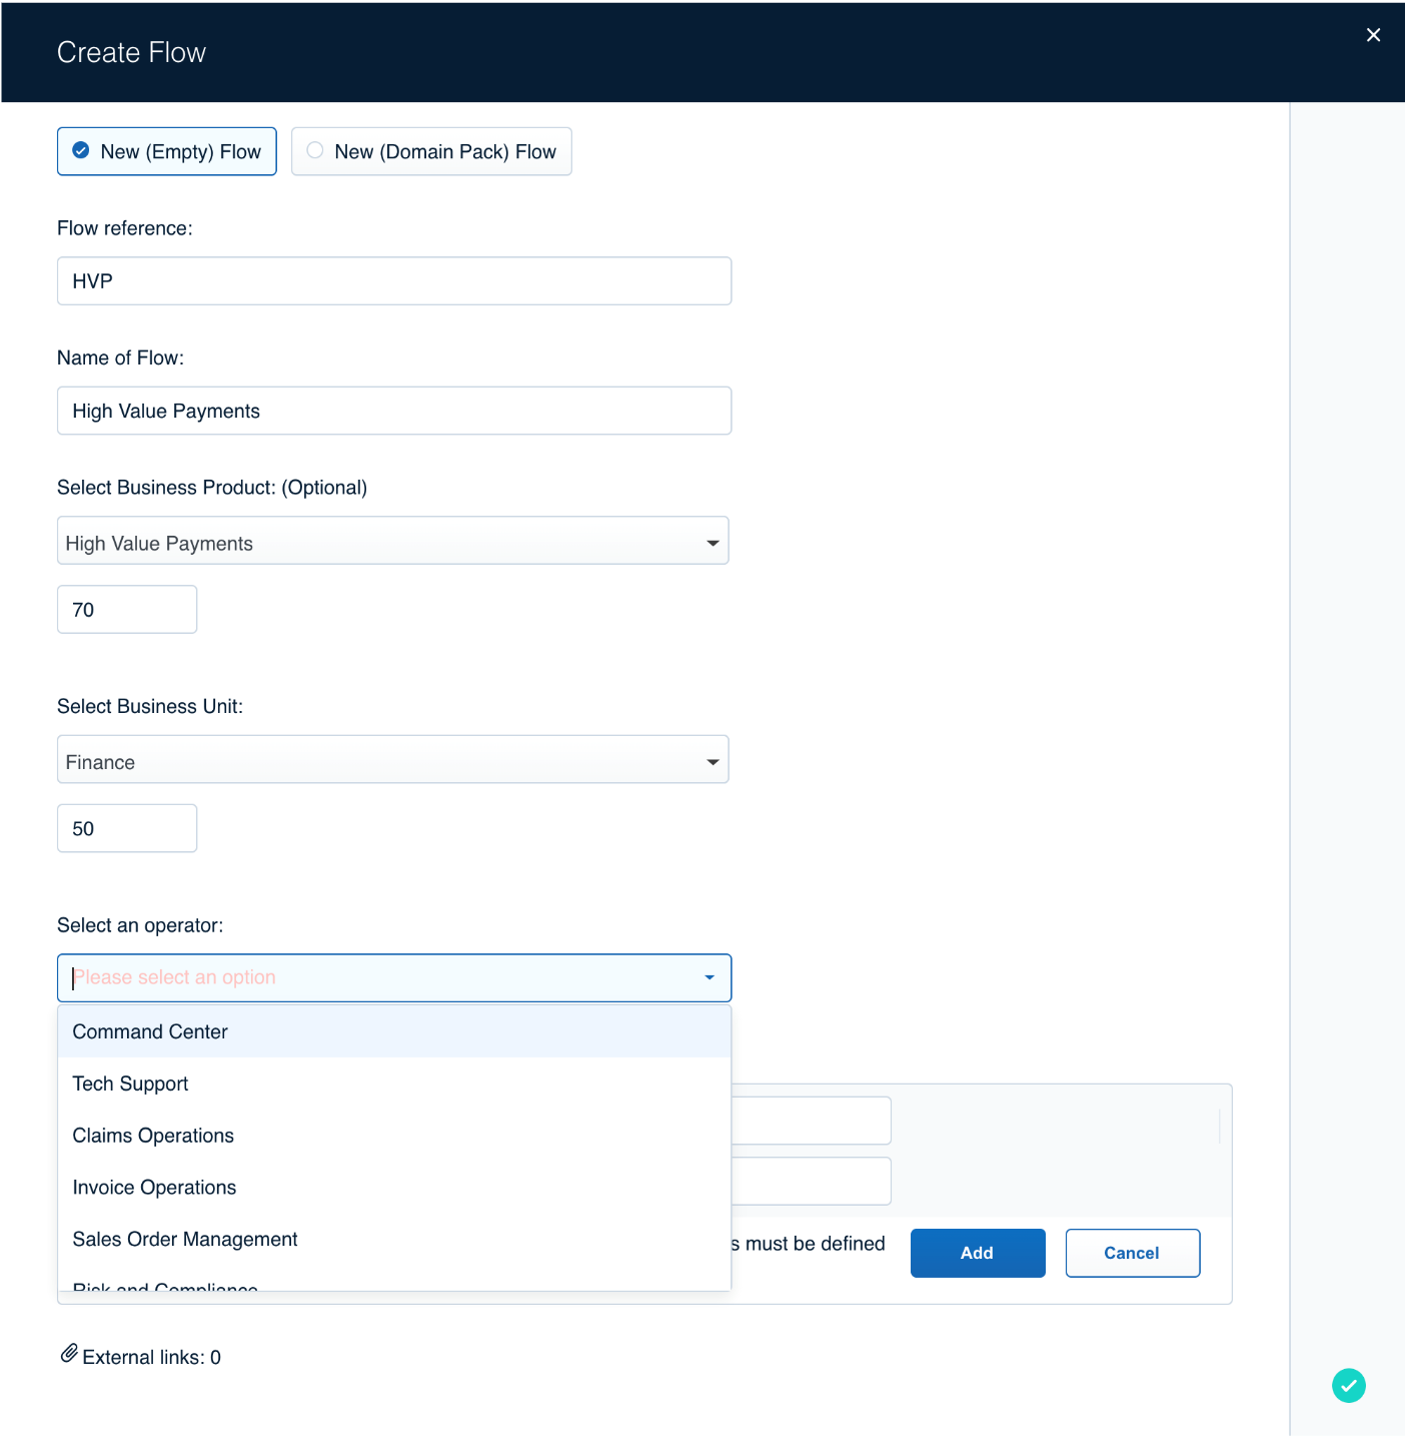 Create Flow
New (Empty) Flow
New (Domain Pack) Flow
Flow reference:
HVP
Name of Flow:
High Value Payments
Select Business Product: (Optional)
High Value Payments
70
Select Business Unit:
Finance
50
Select an operator:
Please select an option
Command Center
Tech Support
Claims Operations
Invoice Operations
Sales Order Management
Risk and Compliance
s must be defined
Add
Cancel
External links: 0